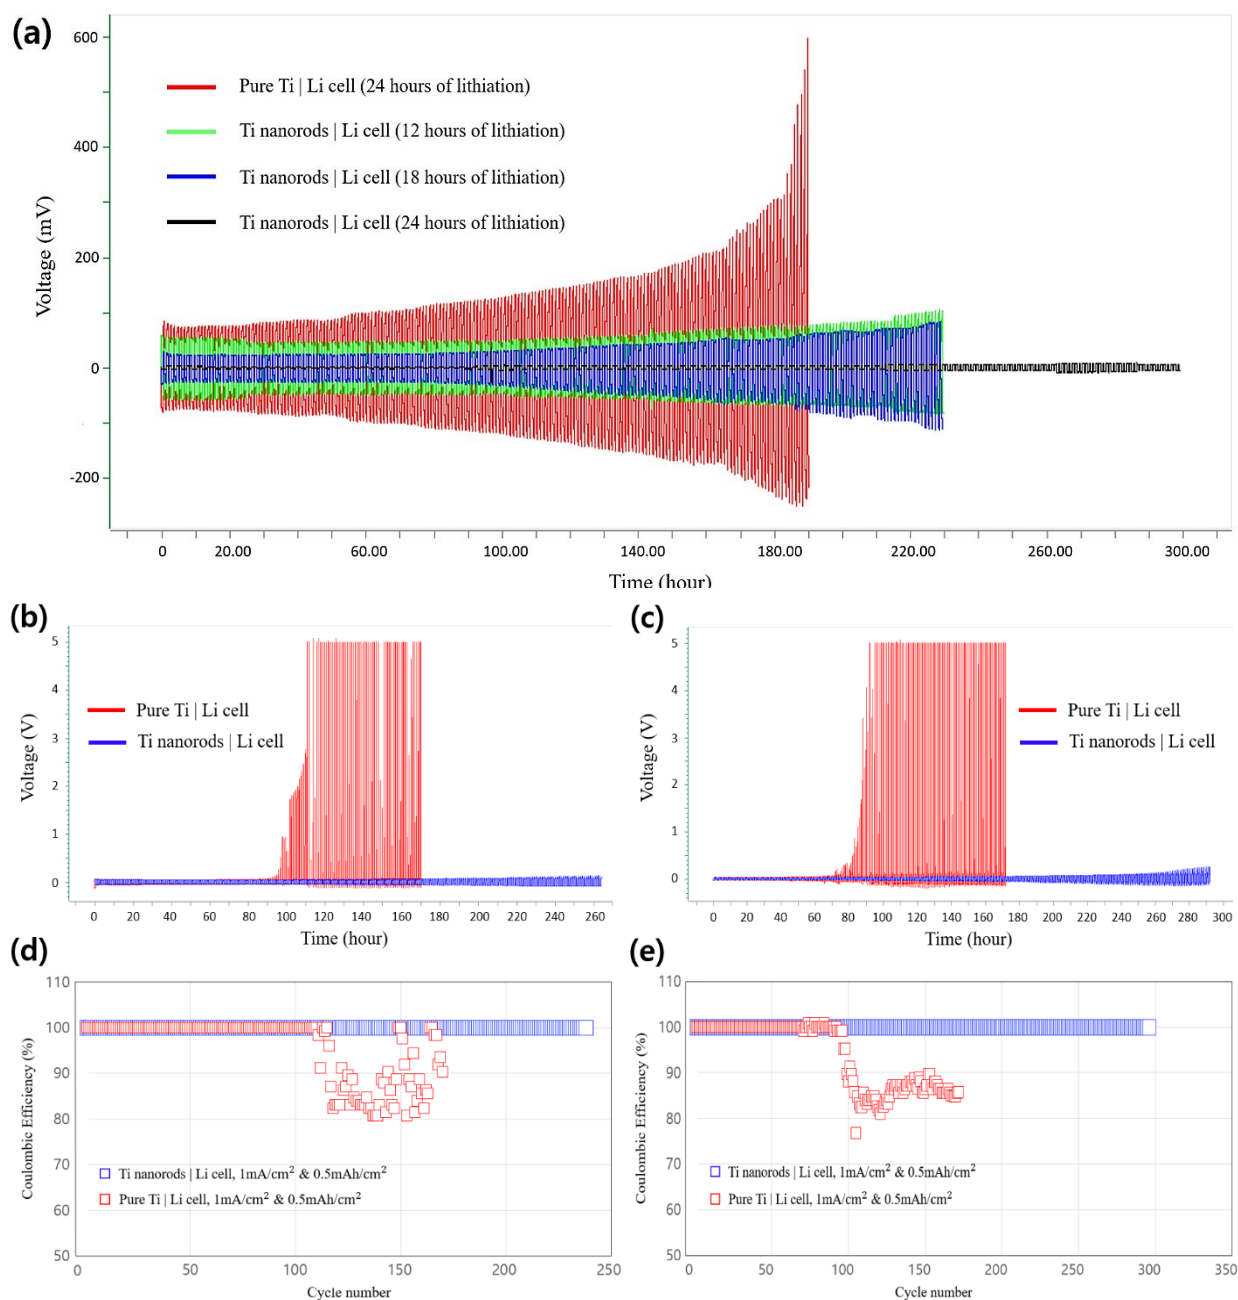 (a)
600
400
200
0
-200
Voltage (mV)
Pure Ti | Li cell (24 hours of lithiation)
Ti nanorods | Li cell (12 hours of lithiation)
Ti nanorods | Li cell (18 hours of lithiation)
Ti nanorods | Li cell (24 hours of lithiation)
0 20.00 60.00 100.00 140.00 180.00 220.00 260.00 300.00
Time (hour)
(b)
5
4
3
2
1
0
Voltage (V)
Pure Ti | Li cell
Ti nanorods | Li cell
0 20 40 60 80 100 120 140 160 180 200 220 240 260
Time (hour)
(c)
5
4
3
2
1
0
Voltage (V)
Pure Ti | Li cell
Ti nanorods | Li cell
0 20 40 60 80 100 120 140 160 180 200 220 240 260 280 300
Time (hour)
(d)
110
100
90
80
70
60
50
Coulombic Efficiency (%)
Ti nanorods | Li cell, 1mA/cm² & 0.5mAh/cm²
Pure Ti | Li cell, 1mA/cm² & 0.5mAh/cm²
0 50 100 150 200 250
Cycle number
(e)
110
100
90
80
70
60
50
Coulombic Efficiency (%)
Ti nanorods | Li cell, 1mA/cm² & 0.5mAh/cm²
Pure Ti | Li cell, 1mA/cm² & 0.5mAh/cm²
0 50 100 150 200 250 300 350
Cycle number